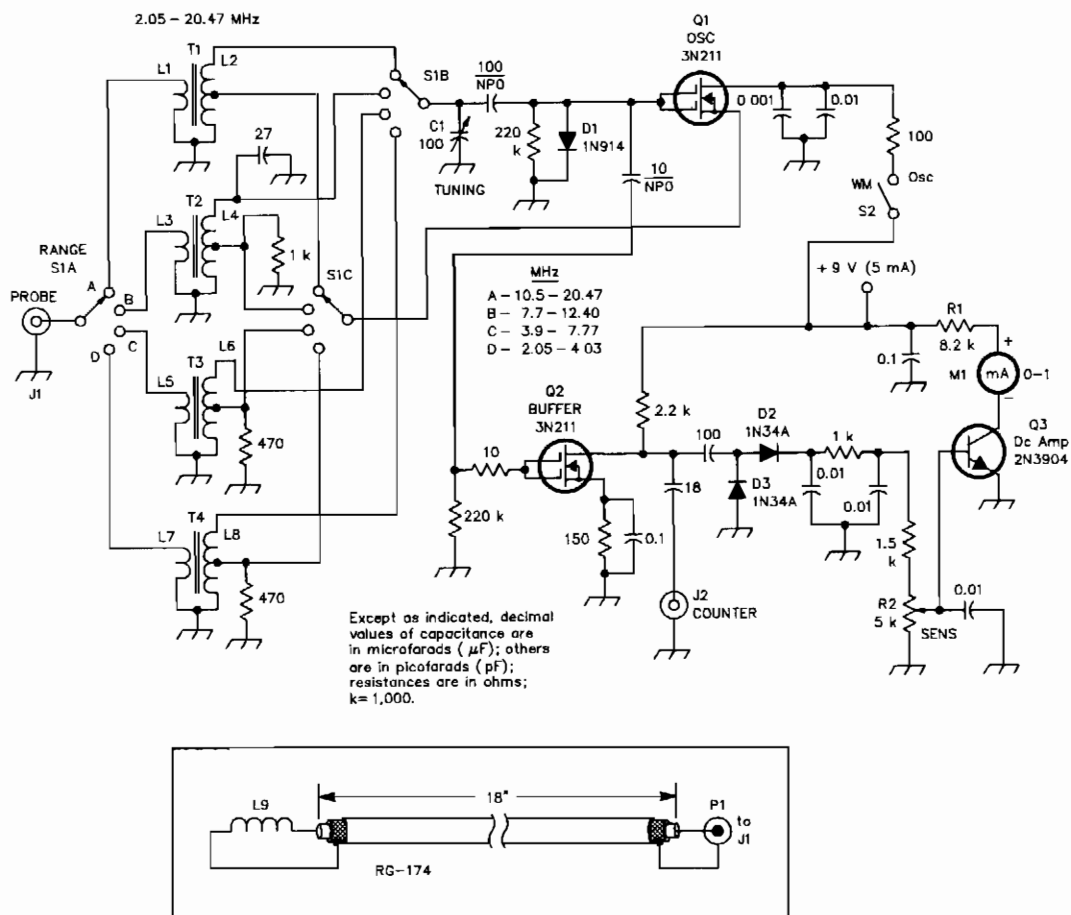 2.05 – 20.47 MHz
T1
L1
L2
S1B
100
NP0
Q1
OSC
3N211
27
C1
100
TUNING
220
k
D1
1N914
10
NP0
0.001
0.01
100
Osc
WM
S2
T2
L3
L4
1 k
RANGE
S1A
PROBE
A
B
C
D
J1
S1C
MHz
A – 10.5 – 20.47
B – 7.7 – 12.40
C – 3.9 – 7.77
D – 2.05 – 4.03
+ 9 V (5 mA)
R1
8.2 k
0.1
+
M1
mA
0–1
–
T3
L5
L6
470
Q2
BUFFER
3N211
10
220 k
150
0.1
2.2 k
18
100
D2
1N34A
D3
1N34A
1 k
0.01
0.01
Q3
Dc Amp
2N3904
1.5
k
R2
5 k
SENS
0.01
J2
COUNTER
T4
L7
L8
470
Except as indicated, decimal
values of capacitance are
in microfarads ( µF); others
are in picofarads ( pF);
resistances are in ohms;
k= 1,000.
L9
18"
P1
to
J1
RG–174